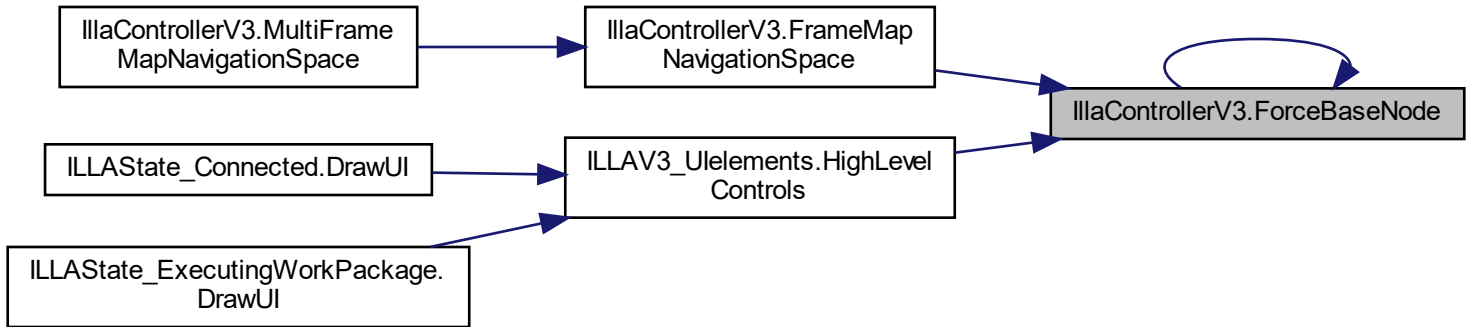 IllaControllerV3.MultiFrame
MapNavigationSpace
IllaControllerV3.FrameMap
NavigationSpace
IllaControllerV3.ForceBaseNode
ILLAState_Connected.DrawUI
ILLAV3_UIelements.HighLevel
Controls
ILLAState_ExecutingWorkPackage.
DrawUI